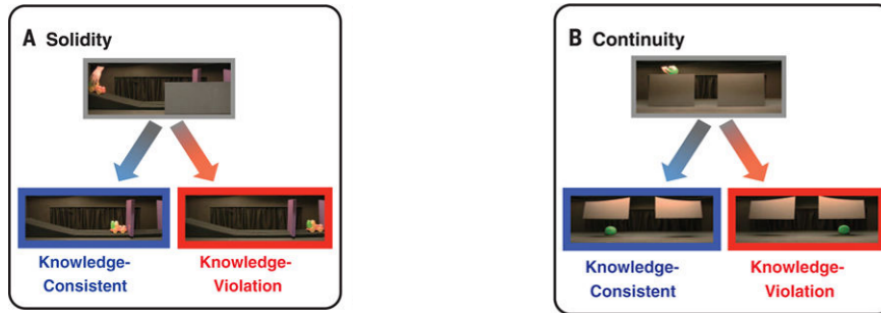 A Solidity
Knowledge-
Consistent
Knowledge-
Violation
B Continuity
Knowledge-
Consistent
Knowledge-
Violation